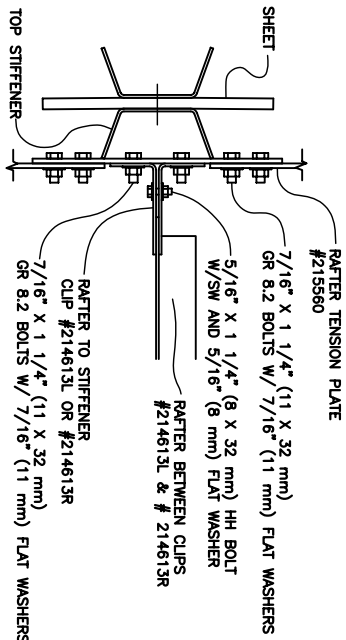 SHEET
TOP STIFFENER
RAFTER TENSION PLATE
#215560
7/16" X 1 1/4" (11 X 32 mm)
GR 8.2 BOLTS W/ 7/16" (11 mm) FLAT WASHERS
5/16" X 1 1/4" (8 X 32 mm) HH BOLT
W/SW AND 5/16" (8 mm) FLAT WASHER
RAFTER BETWEEN CLIPS
#214613L & # 214613R
RAFTER TO STIFFENER
CLIP #214613L OR #214613R
7/16" X 1 1/4" (11 X 32 mm)
GR 8.2 BOLTS W/ 7/16" (11 mm) FLAT WASHERS